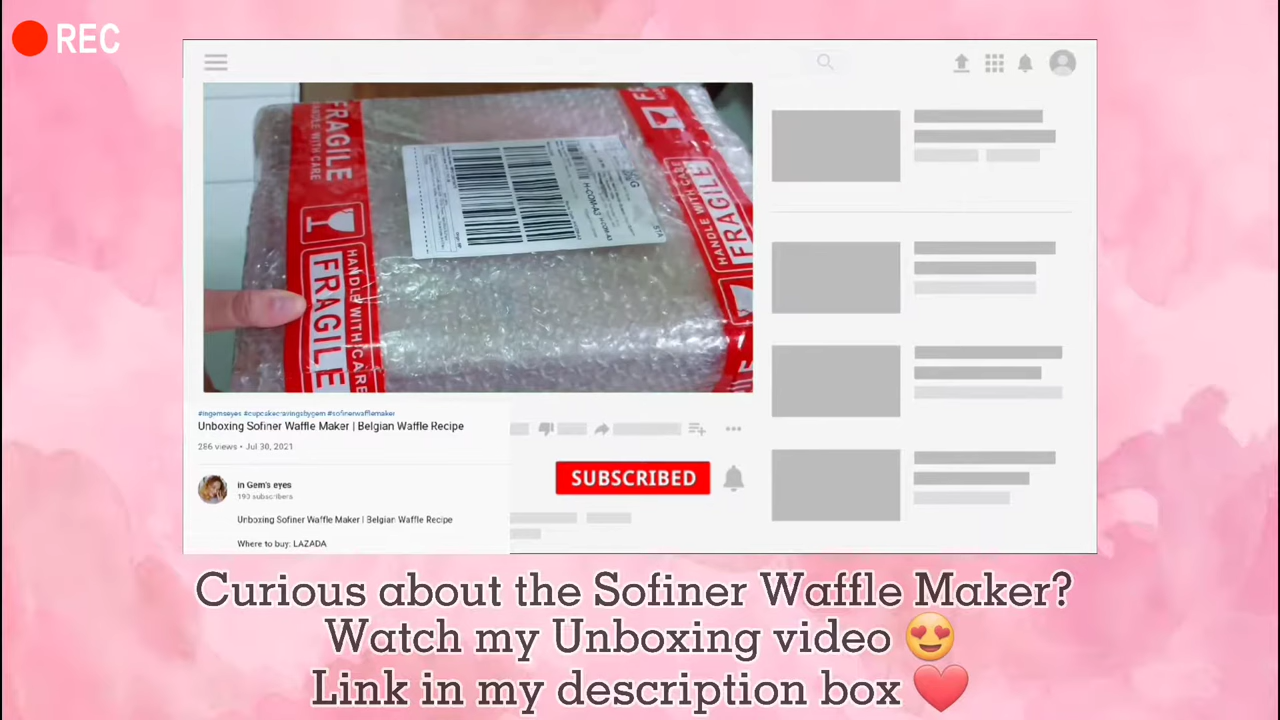 REC
FRAGILE
HANDLE WITH CARE
FRAGILE
HANDLE WITH CARE
H-COM-A3
HANDLE WITH CARE
FRAGILE
#ingemseyes #cupcakecravingsbygem #sofinerwafflemaker
Unboxing Sofiner Waffle Maker | Belgian Waffle Recipe
286 views • Jul 30, 2021
in Gem's eyes
190 subscribers
SUBSCRIBED
Unboxing Sofiner Waffle Maker | Belgian Waffle Recipe
Where to buy: LAZADA
Curious about the Sofiner Waffle Maker?
Watch my Unboxing video 😍
Link in my description box ❤️